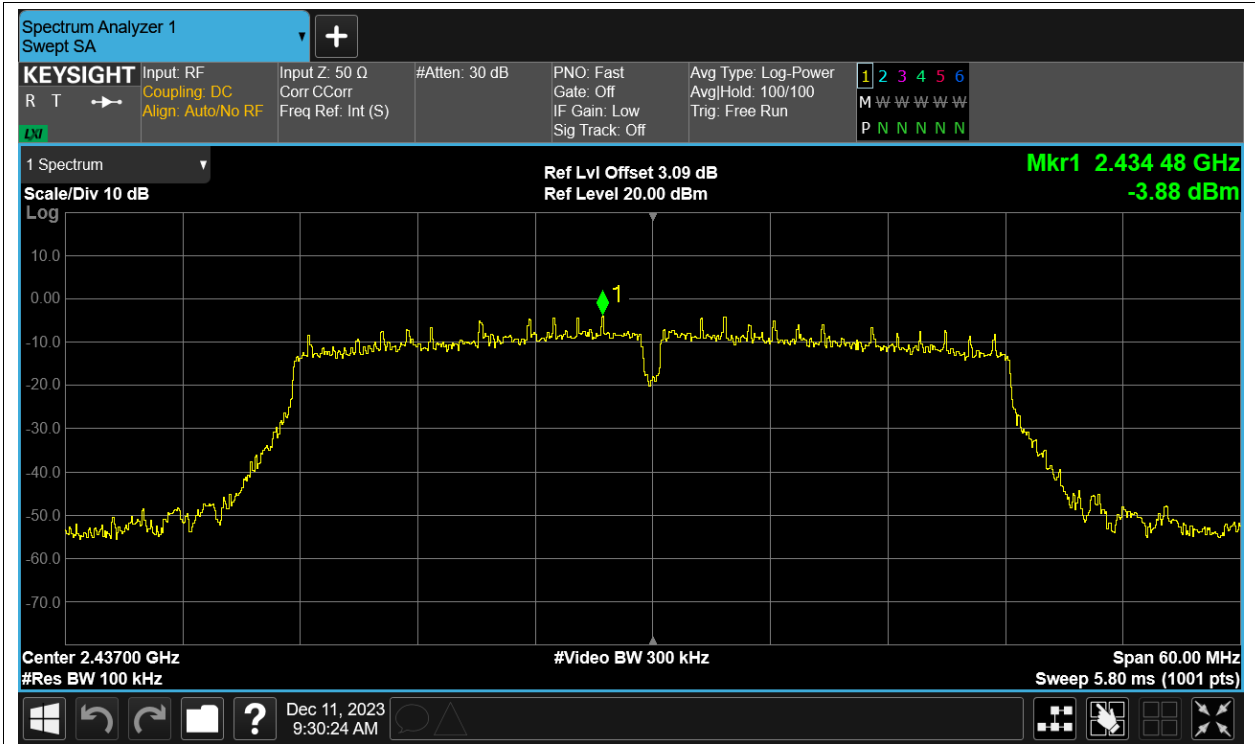 Spectrum Analyzer 1
Swept SA
+
KEYSIGHT
R T
LXI
Input: RF
Coupling: DC
Align: Auto/No RF
Input Z: 50 Ω
Corr CCorr
Freq Ref: Int (S)
#Atten: 30 dB
PNO: Fast
Gate: Off
IF Gain: Low
Sig Track: Off
Avg Type: Log-Power
Avg|Hold: 100/100
Trig: Free Run
1 2 3 4 5 6
M W W W W W
P N N N N N
1 Spectrum
Scale/Div 10 dB
Log
Ref Lvl Offset 3.09 dB
Ref Level 20.00 dBm
Mkr1 2.434 48 GHz
-3.88 dBm
10.0
0.00
-10.0
-20.0
-30.0
-40.0
-50.0
-60.0
-70.0
1
Center 2.43700 GHz
#Res BW 100 kHz
#Video BW 300 kHz
Span 60.00 MHz
Sweep 5.80 ms (1001 pts)
?
Dec 11, 2023
9:30:24 AM